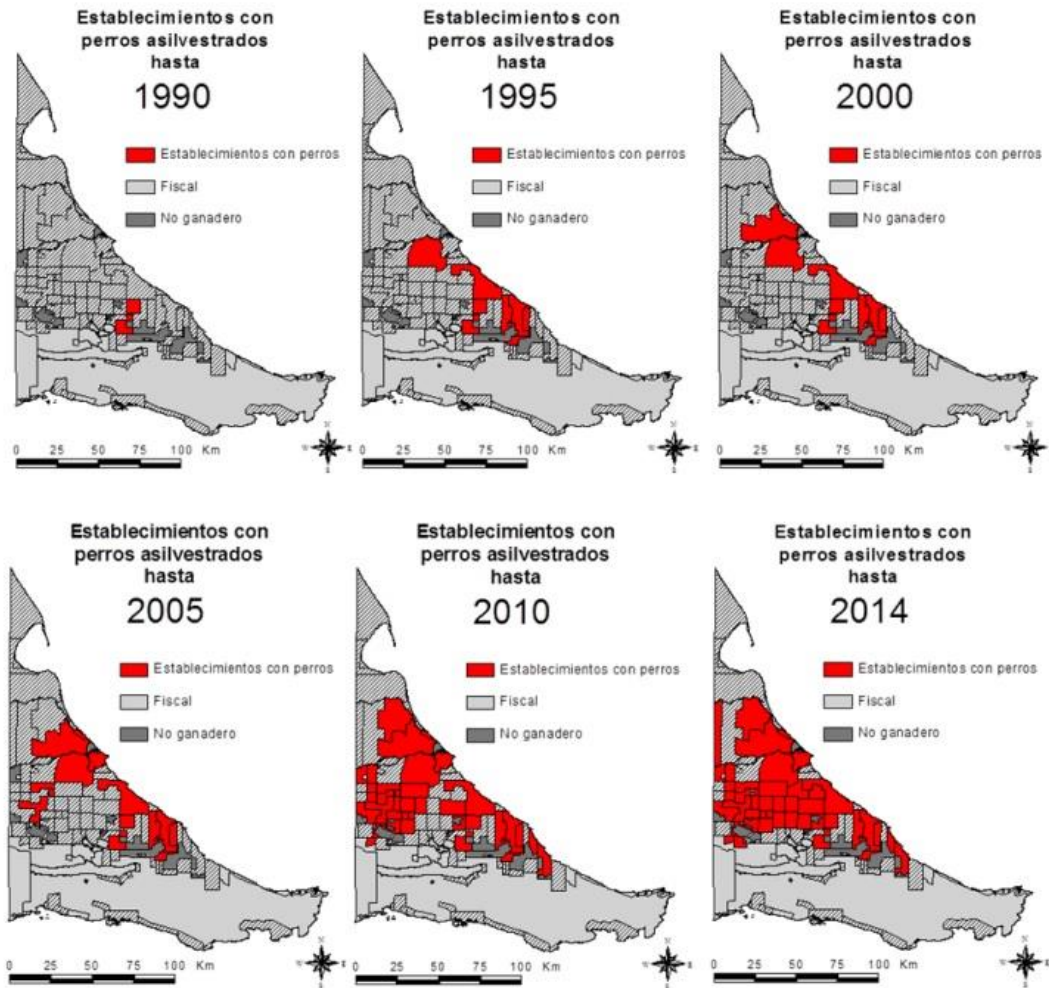 Establecimientos con
perros asilvestrados
hasta
1990
Establecimientos con perros
Fiscal
No ganadero
0 25 50 75 100 Km
Establecimientos con
perros asilvestrados
hasta
1995
Establecimientos con perros
Fiscal
No ganadero
0 25 50 75 100 Km
Establecimientos con
perros asilvestrados
hasta
2000
Establecimientos con perros
Fiscal
No ganadero
0 25 50 75 100 Km
Establecimientos con
perros asilvestrados
hasta
2005
Establecimientos con perros
Fiscal
No ganadero
0 25 50 75 100 Km
Establecimientos con
perros asilvestrados
hasta
2010
Establecimientos con perros
Fiscal
No ganadero
0 25 50 75 100 Km
Establecimientos con
perros asilvestrados
hasta
2014
Establecimientos con perros
Fiscal
No ganadero
0 25 50 75 100 Km